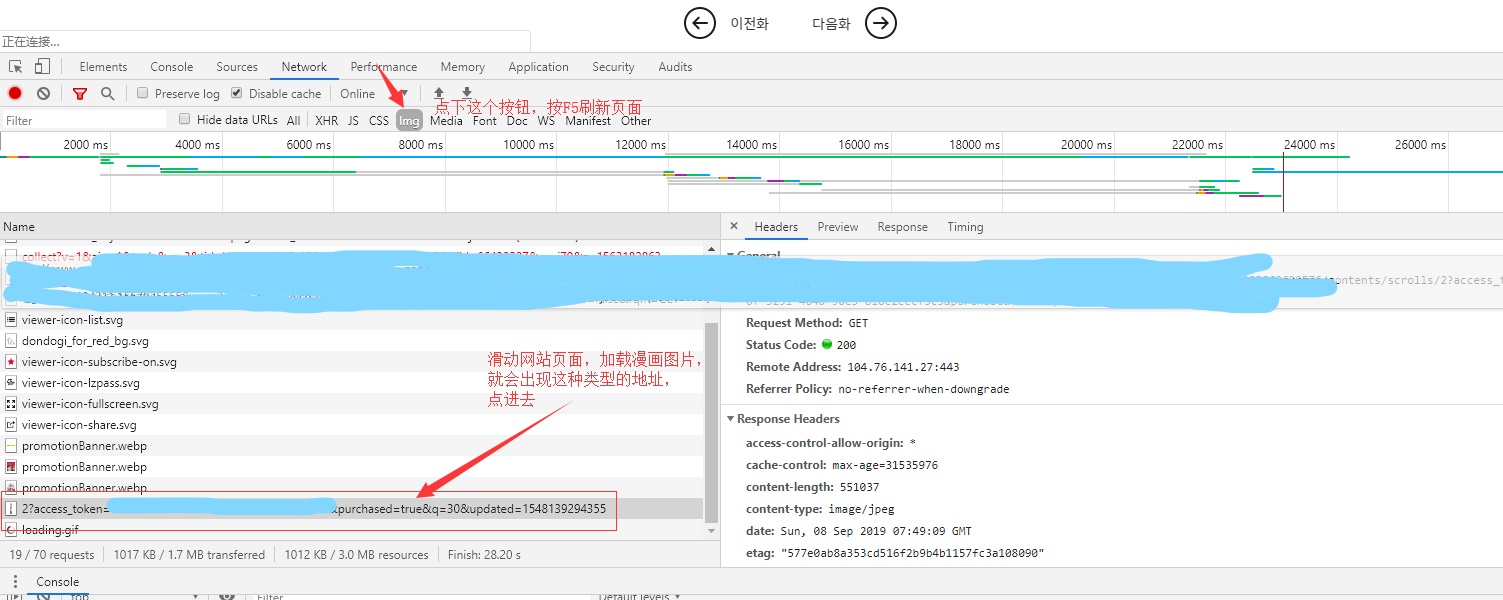 이전화 다음화
正在连接...
Elements Console Sources Network Performance Memory Application Security Audits
Preserve log Disable cache Online
点下这个按钮，按F5刷新页面
Filter Hide data URLs All XHR JS CSS Img Media Font Doc WS Manifest Other
2000 ms 4000 ms 6000 ms 8000 ms 10000 ms 12000 ms 14000 ms 16000 ms 18000 ms 20000 ms 22000 ms 24000 ms 26000 ms
Name
× Headers Preview Response Timing
General
contents/scrolls/2?access_t
viewer-icon-list.svg
Request Method: GET
dondogi_for_red_bg.svg
Status Code: 200
viewer-icon-subscribe-on.svg
Remote Address: 104.76.141.27:443
viewer-icon-lzpass.svg
Referrer Policy: no-referrer-when-downgrade
滑动网站页面，加载漫画图片，
就会出现这种类型的地址，
点进去
viewer-icon-fullscreen.svg
Response Headers
viewer-icon-share.svg
access-control-allow-origin: *
promotionBanner.webp
cache-control: max-age=31535976
promotionBanner.webp
content-length: 551037
promotionBanner.webp
content-type: image/jpeg
2?access_token= &purchased=true&q=30&updated=1548139294355
date: Sun, 08 Sep 2019 07:49:09 GMT
loading.gif
etag: "577e0ab8a353cd516f2b9b4b1157fc3a108090"
19 / 70 requests 1017 KB / 1.7 MB transferred 1012 KB / 3.0 MB resources Finish: 28.20 s
Console
top Filter Default levels